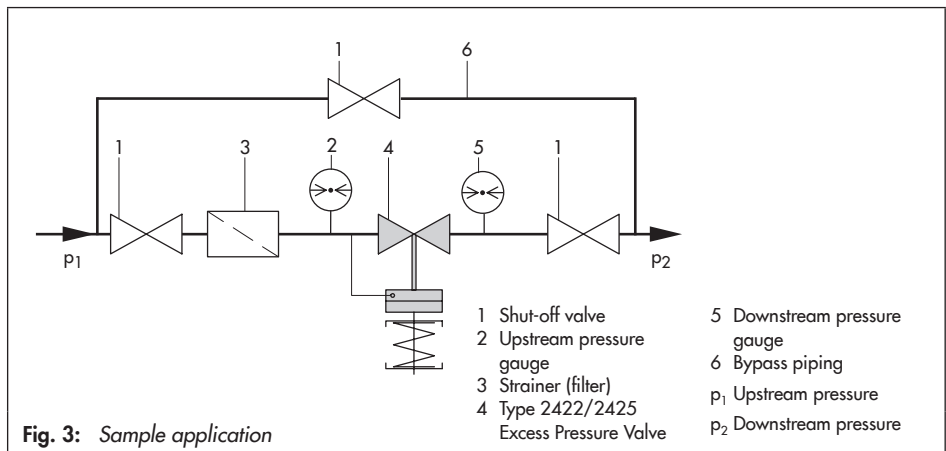 1
6
1
3
2
4
5
1
p1
p2
1 Shut-off valve
2 Upstream pressure
gauge
3 Strainer (filter)
4 Type 2422/2425
Excess Pressure Valve
5 Downstream pressure
gauge
6 Bypass piping
p1 Upstream pressure
p2 Downstream pressure
Fig. 3: Sample application